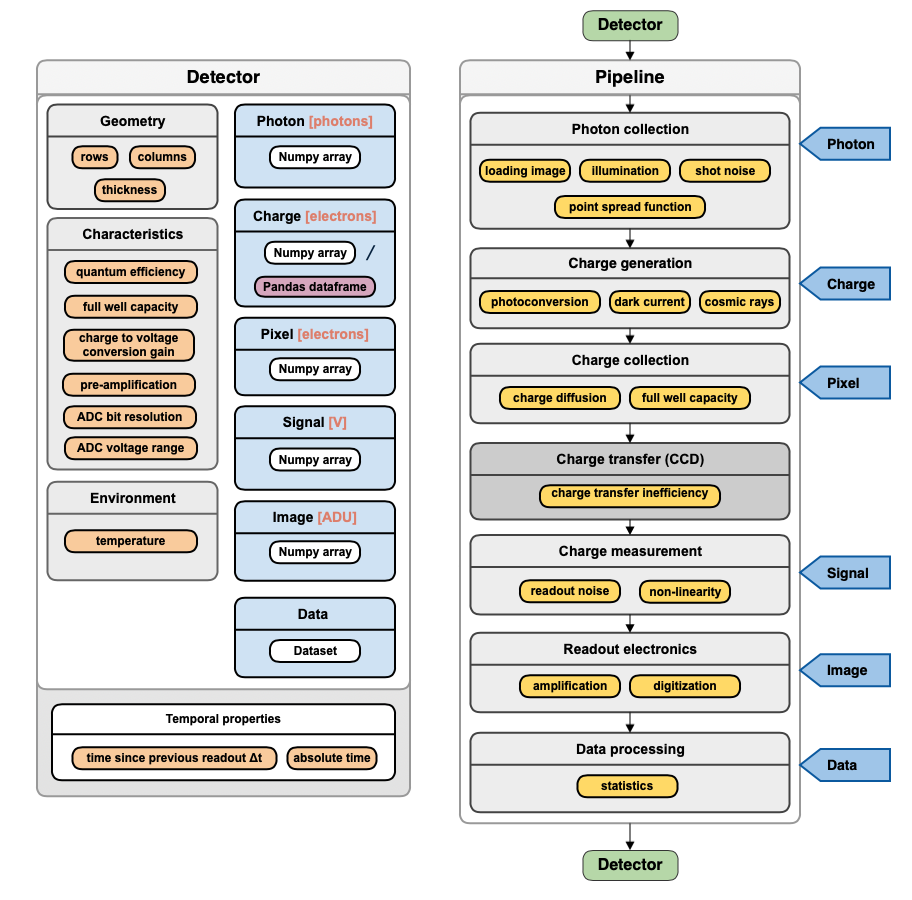 Detector
Detector
Geometry
rows
columns
thickness
Characteristics
quantum efficiency
full well capacity
charge to voltage
conversion gain
pre-amplification
ADC bit resolution
ADC voltage range
Environment
temperature
Photon [photons]
Numpy array
Charge [electrons]
Numpy array /
Pandas dataframe
Pixel [electrons]
Numpy array
Signal [V]
Numpy array
Image [ADU]
Numpy array
Data
Dataset
Temporal properties
time since previous readout Δt
absolute time
Pipeline
Photon collection
loading image
illumination
shot noise
point spread function
Photon
Charge generation
photoconversion
dark current
cosmic rays
Charge
Charge collection
charge diffusion
full well capacity
Pixel
Charge transfer (CCD)
charge transfer inefficiency
Charge measurement
readout noise
non-linearity
Signal
Readout electronics
amplification
digitization
Image
Data processing
statistics
Data
Detector